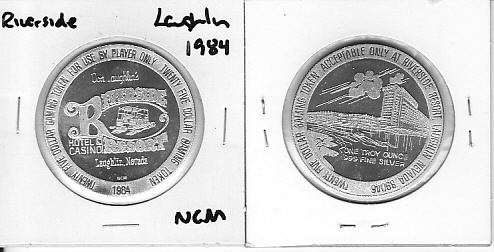 Riverside
Laughlin
1984
TWENTY FIVE DOLLAR GAMING TOKEN FOR USE BY PLAYER ONLY TWENTY FIVE DOLLAR GAMING TOKEN
Don Laughlin's
RIVERSIDE
RESORT
HOTEL &
CASINO
Laughlin, Nevada
NCM
1984
NCM
TWENTY FIVE DOLLAR GAMING TOKEN ACCEPTABLE ONLY AT RIVERSIDE RESORT LAUGHLIN NEVADA 89046
ONE TROY OUNCE
.999 FINE SILVER